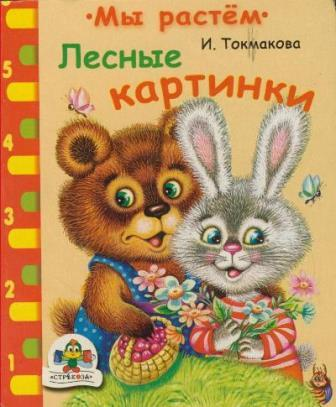 •Мы растём•
И. Токмакова
Лесные
картинки
5
4
3
2
1
«СТРЕКОЗА»